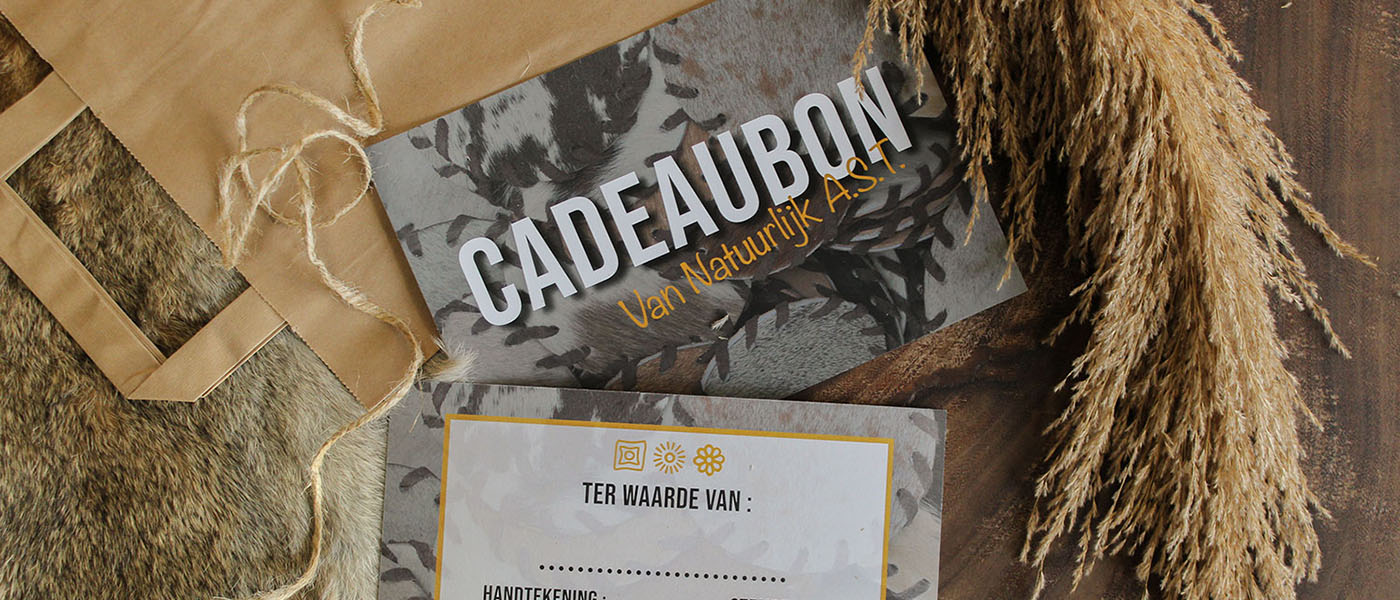 CADEAUBON
Van Natuurlijk A.S.T.
TER WAARDE VAN :
HANDTEKENING :